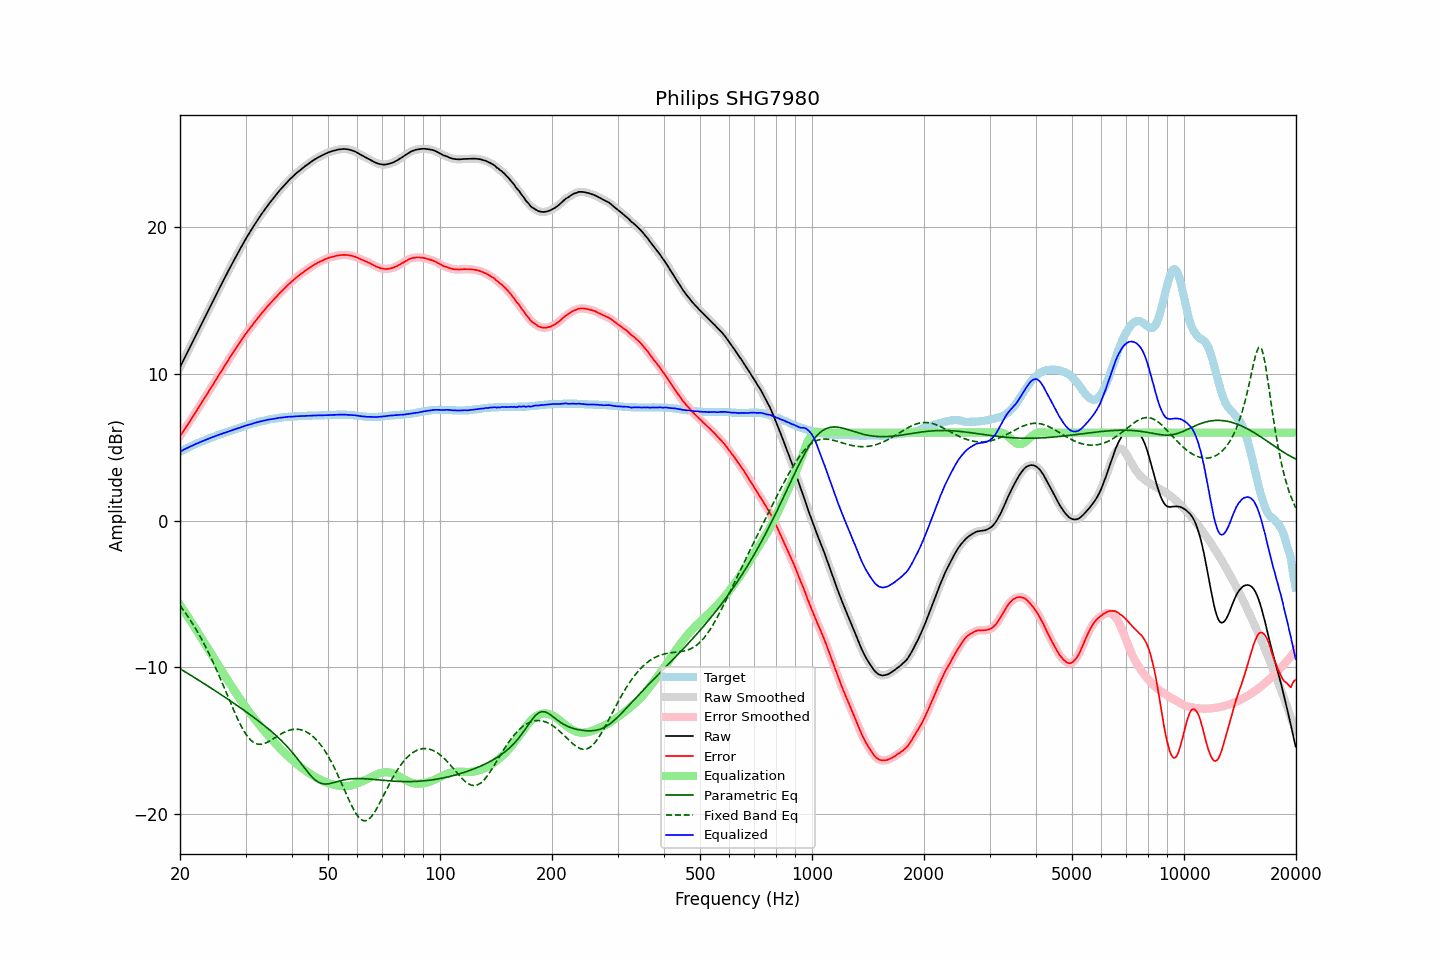 Philips SHG7980
Amplitude (dBr)
20
10
0
−10
−20
Target
Raw Smoothed
Error Smoothed
Raw
Error
Equalization
Parametric Eq
Fixed Band Eq
Equalized
20 50 100 200 500 1000 2000 5000 10000 20000
Frequency (Hz)